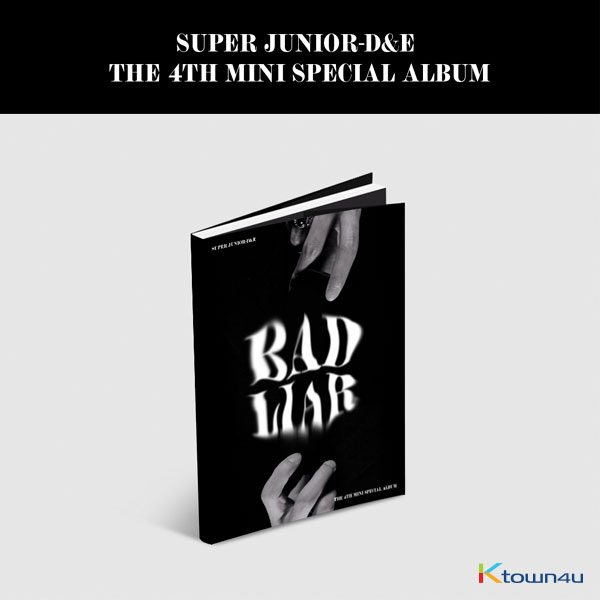 SUPER JUNIOR-D&E
THE 4TH MINI SPECIAL ALBUM
SUPER JUNIOR-D&E
BAD
LIAR
THE 4TH MINI SPECIAL ALBUM
Ktown4u